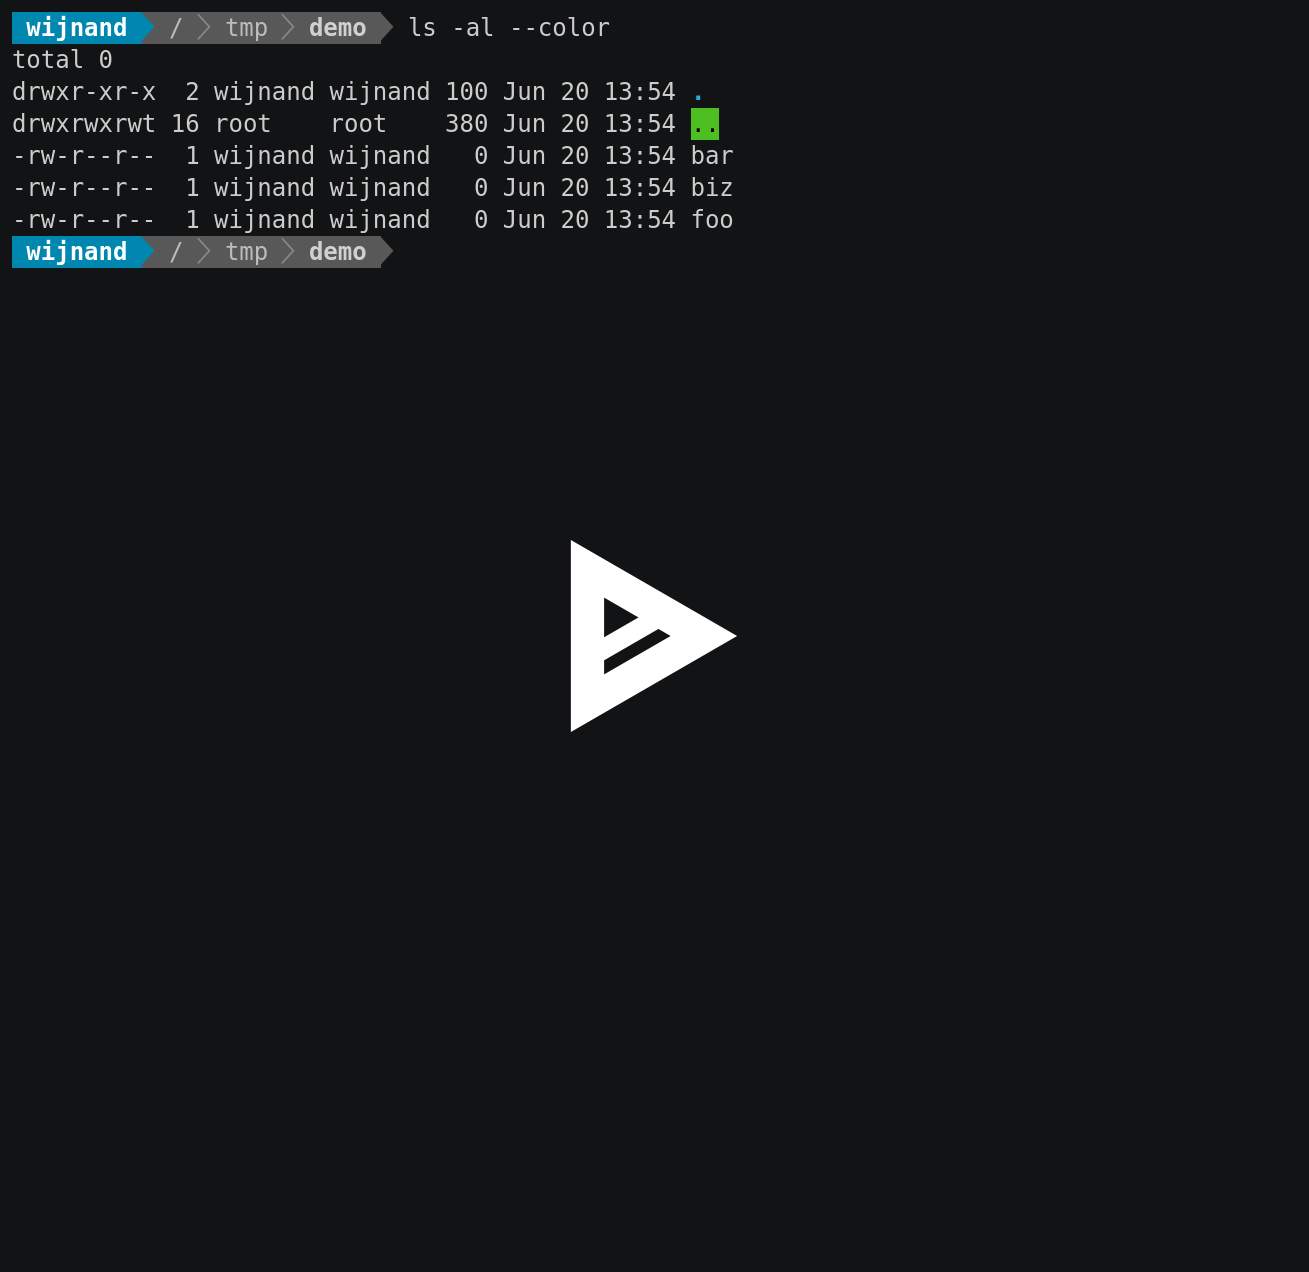 wijnand / tmp demo ls -al --color
total 0
drwxr-xr-x  2 wijnand wijnand 100 Jun 20 13:54 .
drwxrwxrwt 16 root    root    380 Jun 20 13:54 ..
-rw-r--r--  1 wijnand wijnand   0 Jun 20 13:54 bar
-rw-r--r--  1 wijnand wijnand   0 Jun 20 13:54 biz
-rw-r--r--  1 wijnand wijnand   0 Jun 20 13:54 foo
wijnand / tmp demo